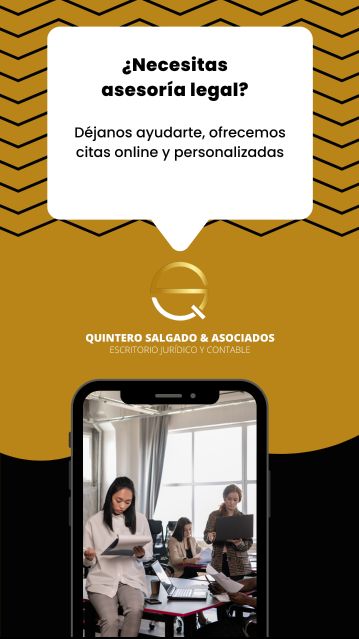 ¿Necesitas
asesoría legal?
Déjanos ayudarte, ofrecemos
citas online y personalizadas
QUINTERO SALGADO & ASOCIADOS
ESCRITORIO JURÍDICO Y CONTABLE